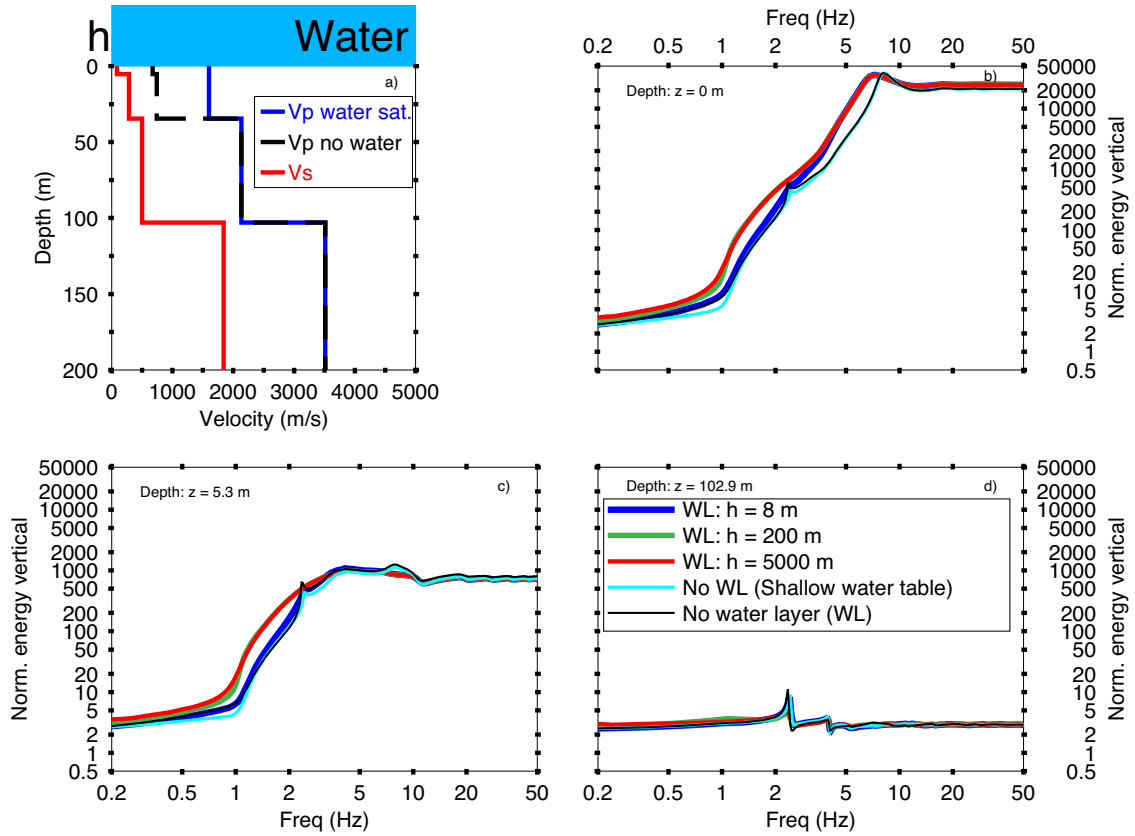 h
Water
0
50
100
150
200
Depth (m)
a)
Vp water sat.
Vp no water
Vs
0 1000 2000 3000 4000 5000
Velocity (m/s)
Freq (Hz)
0.2 0.5 1 2 5 10 20 50
Depth: z = 0 m
b)
50000
20000
10000
5000
2000
1000
500
200
100
50
20
10
5
2
1
0.5
Norm. energy vertical
Norm. energy vertical
50000
20000
10000
5000
2000
1000
500
200
100
50
20
10
5
2
1
0.5
Depth: z = 5.3 m
c)
0.2 0.5 1 2 5 10 20 50
Freq (Hz)
Depth: z = 102.9 m
d)
WL: h = 8 m
WL: h = 200 m
WL: h = 5000 m
No WL (Shallow water table)
No water layer (WL)
50000
20000
10000
5000
2000
1000
500
200
100
50
20
10
5
2
1
0.5
Norm. energy vertical
0.2 0.5 1 2 5 10 20 50
Freq (Hz)